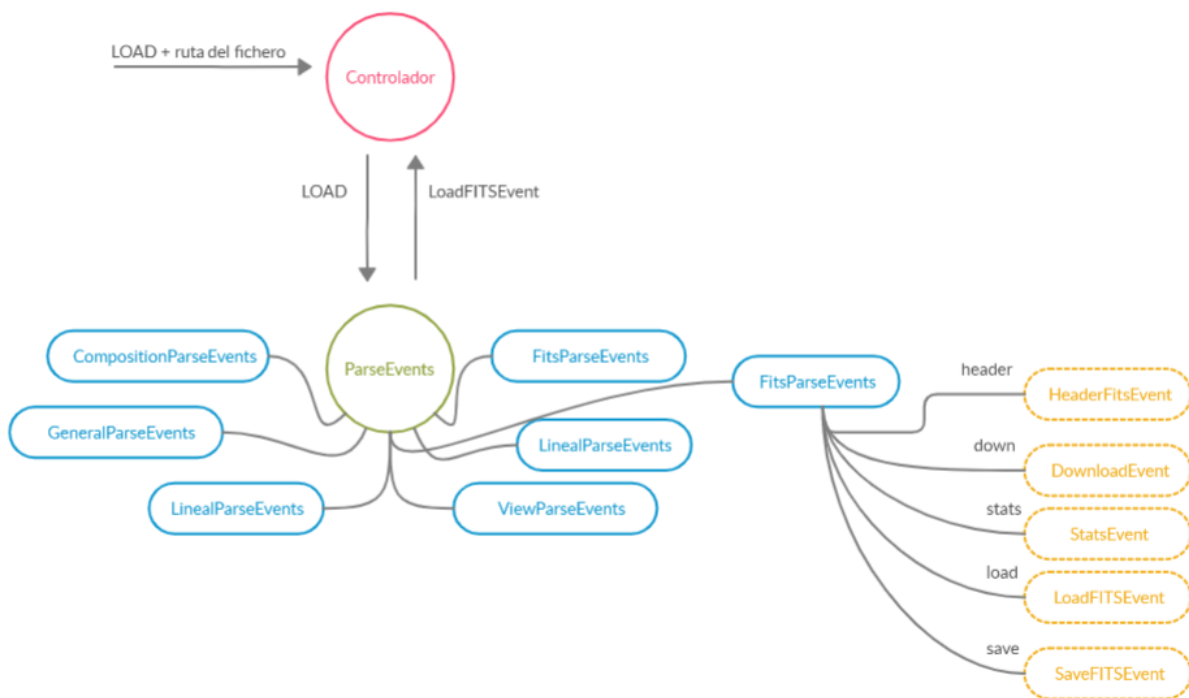 LOAD + ruta del fichero
Controlador
LOAD
LoadFITSEvent
CompositionParseEvents
ParseEvents
FitsParseEvents
FitsParseEvents
header
HeaderFitsEvent
GeneralParseEvents
LinealParseEvents
down
DownloadEvent
LinealParseEvents
ViewParseEvents
stats
StatsEvent
load
LoadFITSEvent
save
SaveFITSEvent